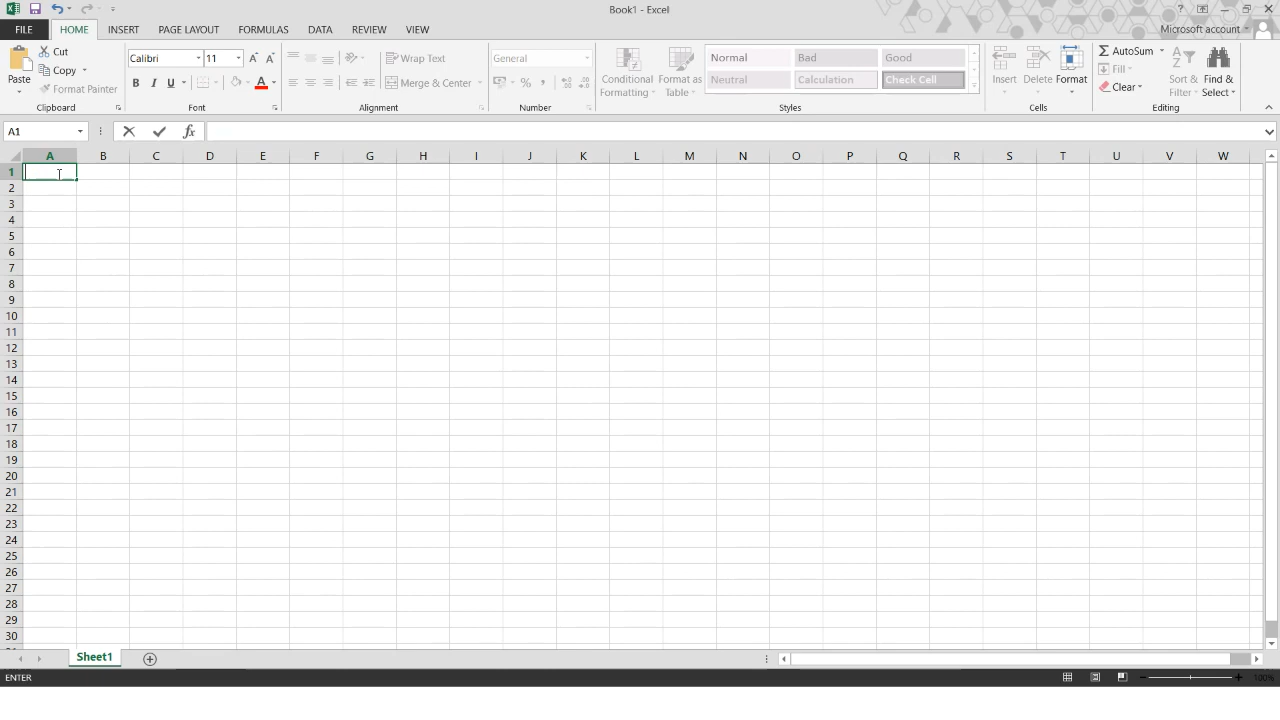 Book1 - Excel
?
FILE HOME INSERT PAGE LAYOUT FORMULAS DATA REVIEW VIEW Microsoft account
Paste
Cut
Copy
Format Painter
Clipboard
Calibri 11
A A
B I U A
Font
Wrap Text
Merge & Center
Alignment
General
% ,
Number
Conditional Formatting
Format as Table
Normal Bad Good
Neutral Calculation Check Cell
Styles
Insert Delete Format
Cells
AutoSum
Fill
Clear
Sort & Filter
Find & Select
Editing
A1 fx
A B C D E F G H I J K L M N O P Q R S T U V W
1
2
3
4
5
6
7
8
9
10
11
12
13
14
15
16
17
18
19
20
21
22
23
24
25
26
27
28
29
30
Sheet1
ENTER 100%